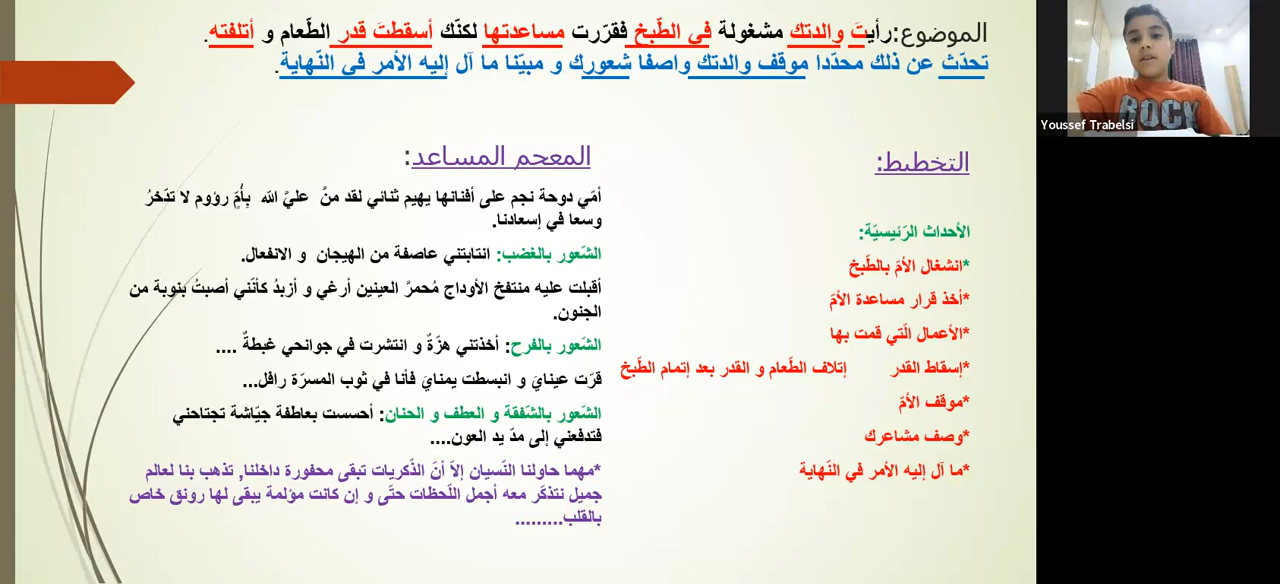 الموضوع:رأيتَ والدتك مشغولة في الطّبخ فقرّرت مساعدتها لكنّك أسقطتَ قدر الطّعام و أتلفته.
تحدّث عن ذلك محدّدا موقف والدتك واصفا شعورك و مبيّنا ما آل إليه الأمر في النّهاية.
التخطيط:
الأحداث الرّئيسيّة:
*انشغال الأمّ بالطّبخ
*أخذ قرار مساعدة الأمّ
*الأعمال الّتي قمت بها
*إسقاط القدر إتلاف الطّعام و القدر بعد إتمام الطّبخ
*موقف الأمّ
*وصف مشاعرك
*ما آل إليه الأمر في النّهاية
المعجم المساعد:
أمّي دوحة نجم على أفنانها يهيم ثنائي لقد منّ عليّ الله بِأُمٍّ رؤوم لا تدّخرُ
وسعا في إسعادنا.
الشّعور بالغضب: انتابتني عاصفة من الهيجان و الانفعال.
أقبلت عليه منتفخ الأوداج مُحمرّ العينين أرغي و أزبدُ كأنّني أصبتُ بنوبة من
الجنون.
الشّعور بالفرح: أخذتني هزّةٌ و انتشرت في جوانحي غبطةٌ ....
قرّت عينايَ و انبسطت يمنايَ فأنا في ثوب المسرّة رافل...
الشّعور بالشّفقة و العطف و الحنان: أحسست بعاطفة جيّاشة تجتاحني
فتدفعني إلى مدّ يد العون....
*مهما حاولنا النّسيان إلاّ أنّ الذّكريات تبقى محفورة داخلنا, تذهب بنا لعالم
جميل نتذكّر معه أجمل اللّحظات حتّى و إن كانت مؤلمة يبقى لها رونق خاص
بالقلب.........
ROCK
Youssef Trabelsi